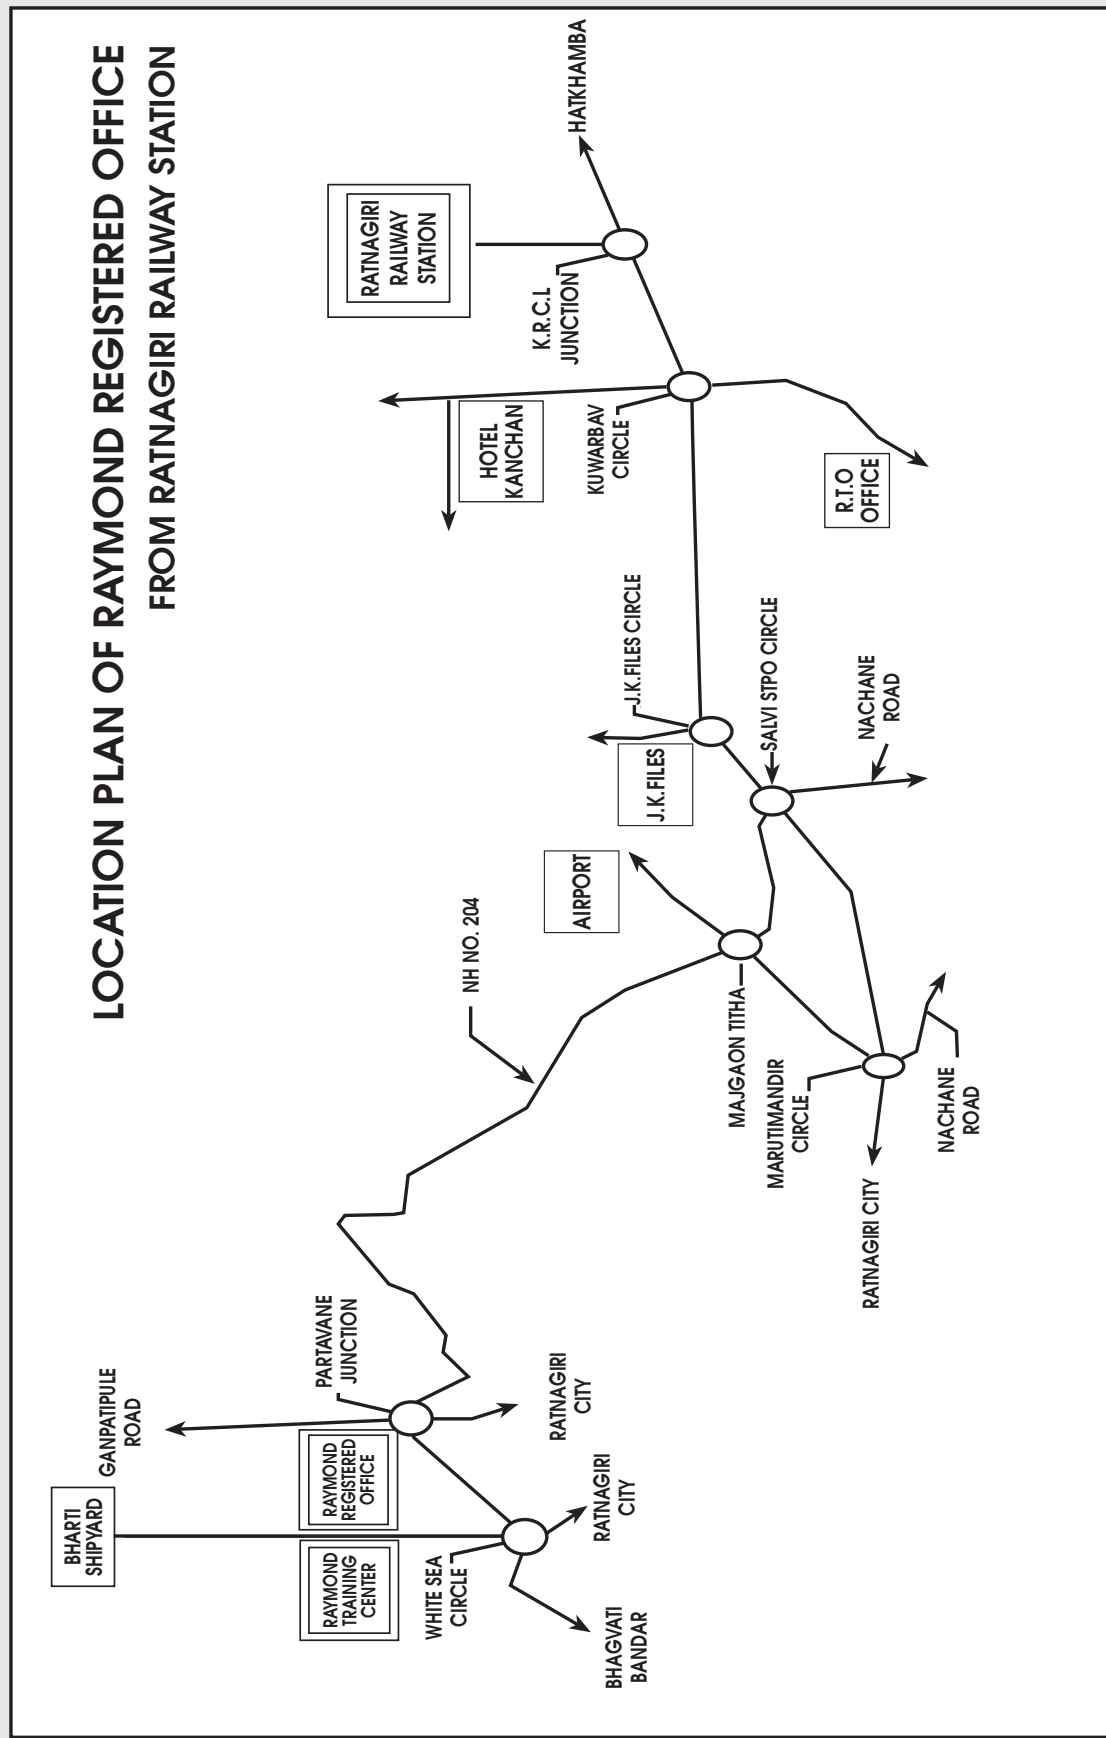 LOCATION PLAN OF RAYMOND REGISTERED OFFICE
FROM RATNAGIRI RAILWAY STATION
BHARTI
SHIPYARD
GANPATIPULE
ROAD
RAYMOND
TRAINING
CENTER
RAYMOND
REGISTERED
OFFICE
PARTAVANE
JUNCTION
WHITE SEA
CIRCLE
RATNAGIRI
CITY
RATNAGIRI
CITY
BHAGVATI
BANDAR
NH NO. 204
AIRPORT
J.K.FILES
J.K.FILES CIRCLE
HOTEL
KANCHAN
RATNAGIRI
RAILWAY
STATION
K.R.C.L
JUNCTION
HATKHAMBA
KUWARBAV
CIRCLE
MAJGAON TITHA
MARUTIMANDIR
CIRCLE
SALVI STPO CIRCLE
R.T.O
OFFICE
RATNAGIRI CITY
NACHANE
ROAD
NACHANE
ROAD